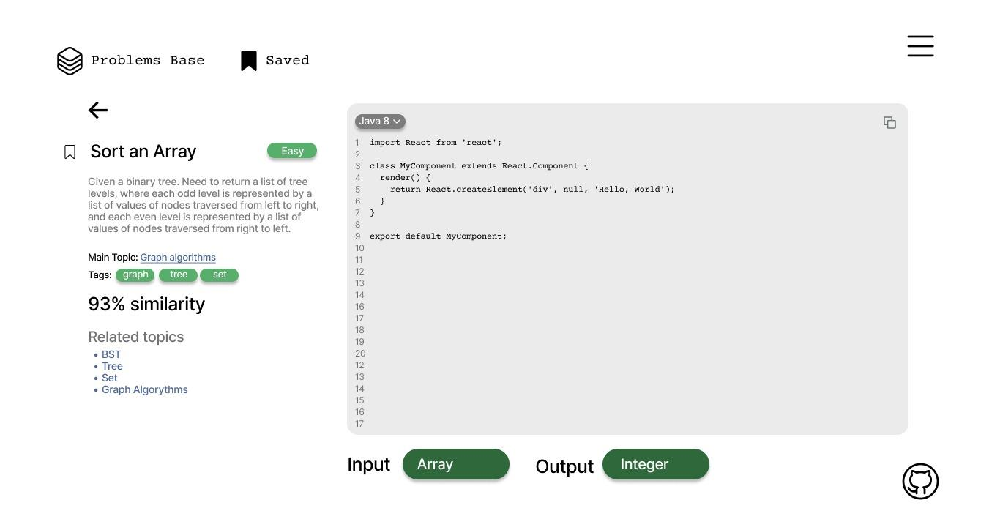 Problems Base
Saved
Sort an Array
Easy
Given a binary tree. Need to return a list of tree
levels, where each odd level is represented by a
list of values of nodes traversed from left to right,
and each even level is represented by a list of
values of nodes traversed from right to left.
Main Topic: Graph algorithms
Tags: graph tree set
93% similarity
Related topics
• BST
• Tree
• Set
• Graph Algorythms
Java 8
1 import React from 'react';
2
3 class MyComponent extends React.Component {
4 render() {
5 return React.createElement('div', null, 'Hello, World');
6 }
7 }
8
9 export default MyComponent;
10
11
12
13
14
16
17
18
19
20
12
13
14
15
16
17
Input Array
Output Integer